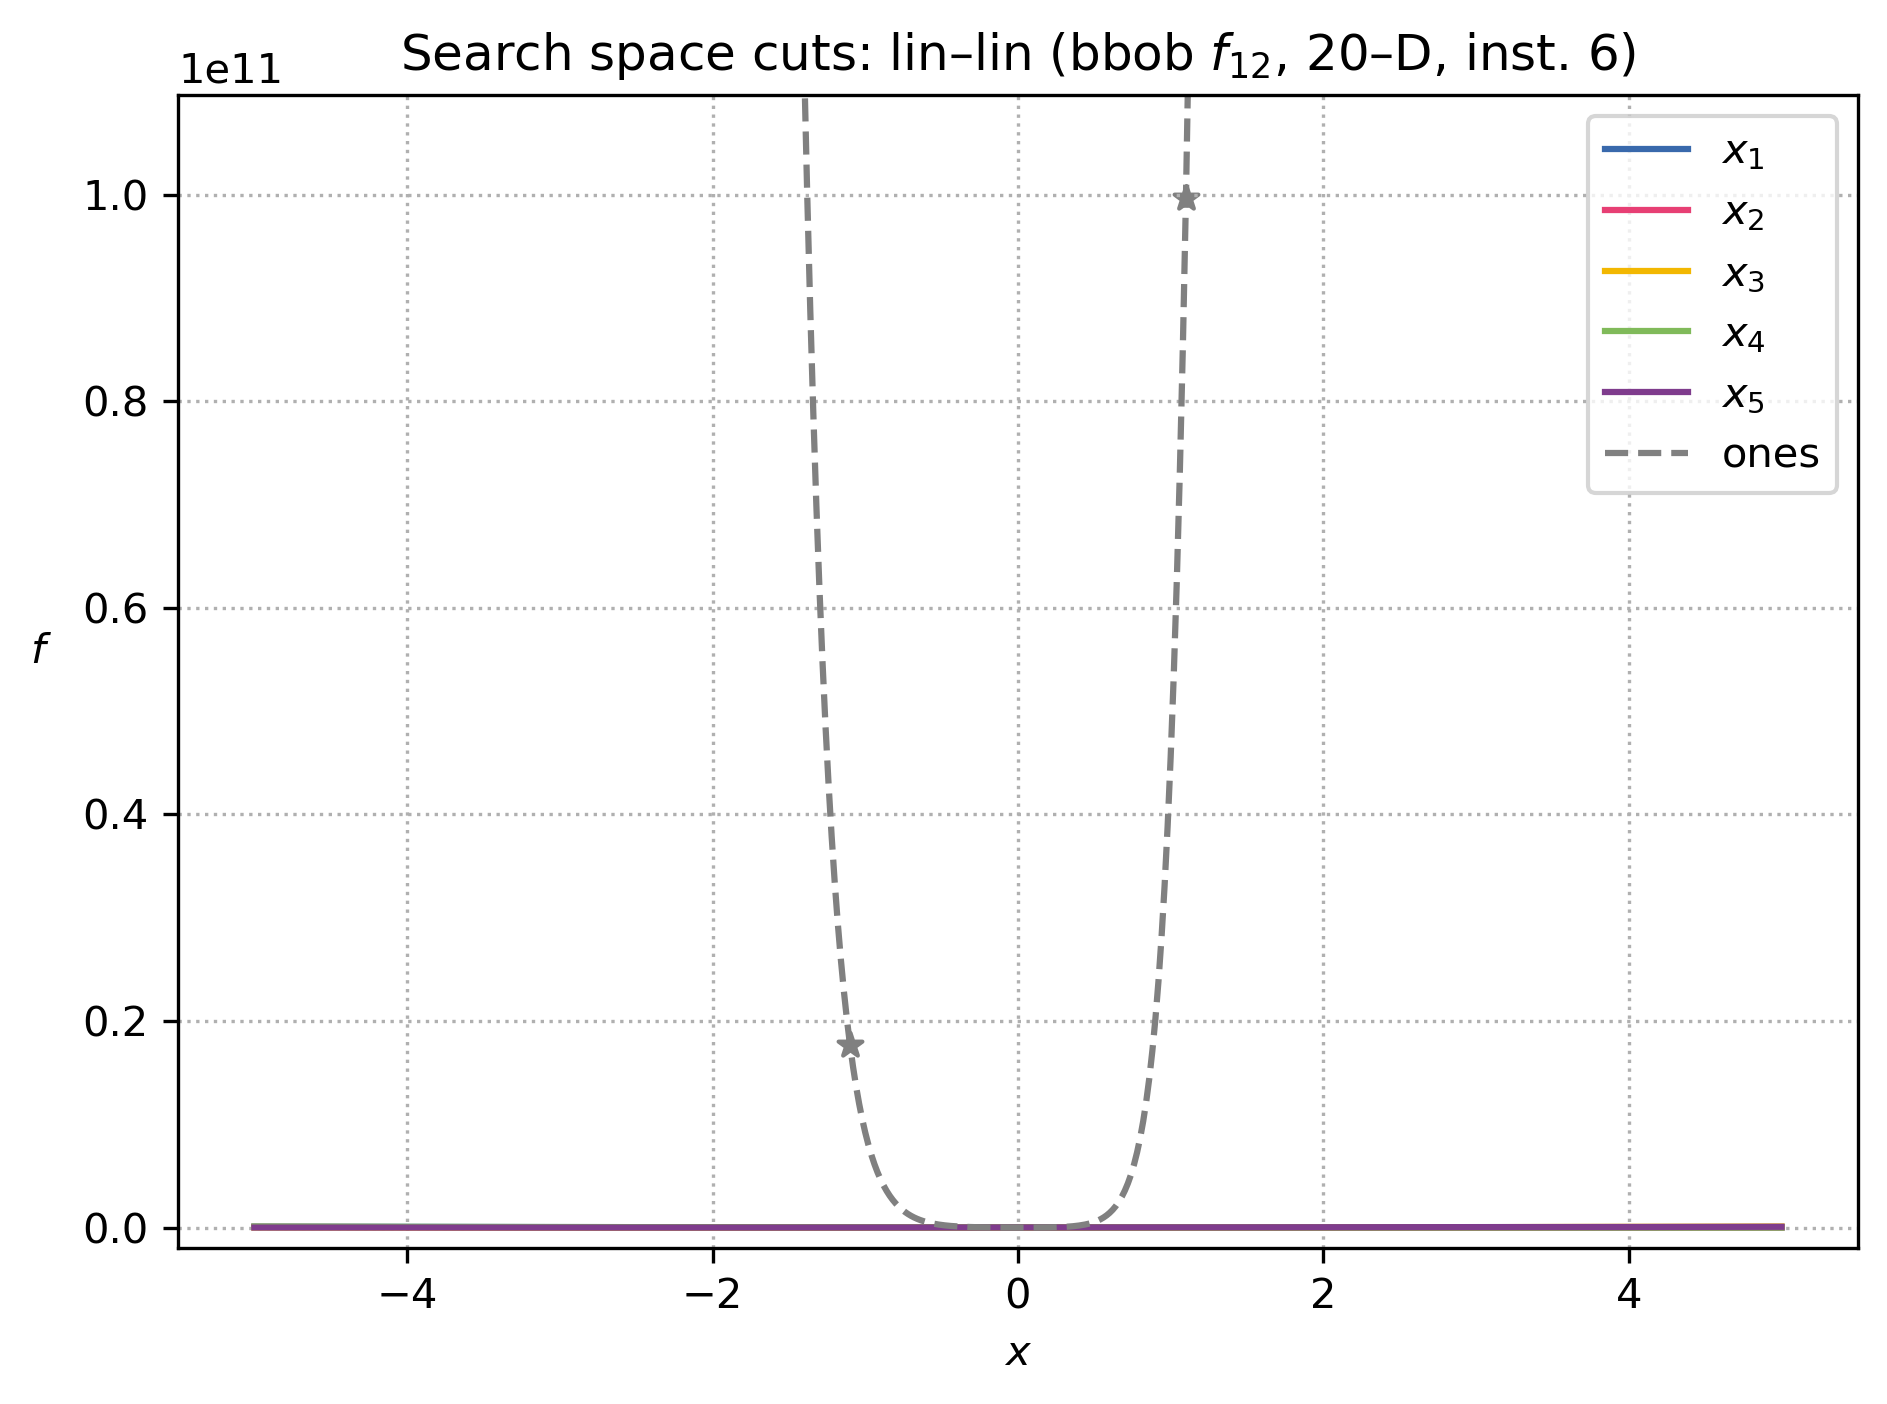 Search space cuts: lin–lin (bbob f₁₂, 20–D, inst. 6)
1e11
1.0
0.8
0.6
0.4
0.2
0.0
f
−4
−2
0
2
4
x
x₁
x₂
x₃
x₄
x₅
ones